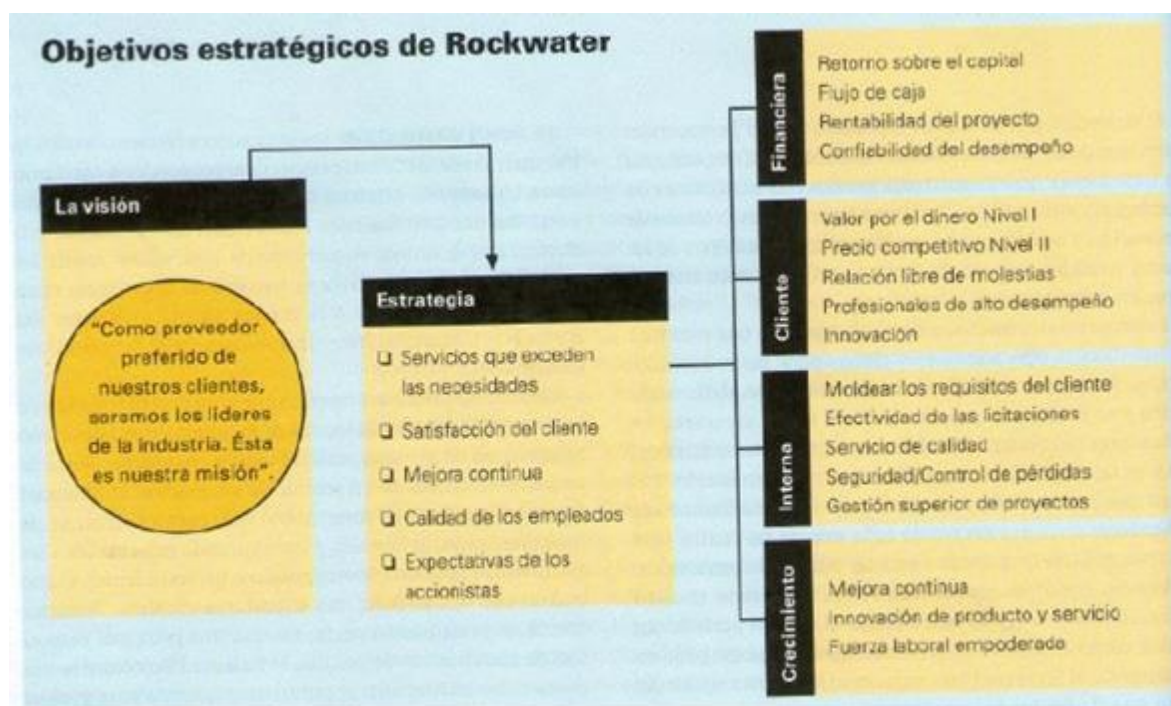 Objetivos estratégicos de Rockwater
La visión
"Como proveedor
preferido de
nuestros clientes,
seremos los líderes
de la industria. Ésta
es nuestra misión".
Estrategia
❑ Servicios que exceden
las necesidades
❑ Satisfacción del cliente
❑ Mejora continua
❑ Calidad de los empleados
❑ Expectativas de los
accionistas
Financiera
Retorno sobre el capital
Flujo de caja
Rentabilidad del proyecto
Confiabilidad del desempeño
Cliente
Valor por el dinero Nivel I
Precio competitivo Nivel II
Relación libre de molestias
Profesionales de alto desempeño
Innovación
Interna
Moldear los requisitos del cliente
Efectividad de las licitaciones
Servicio de calidad
Seguridad/Control de pérdidas
Gestión superior de proyectos
Crecimiento
Mejora continua
Innovación de producto y servicio
Fuerza laboral empoderada